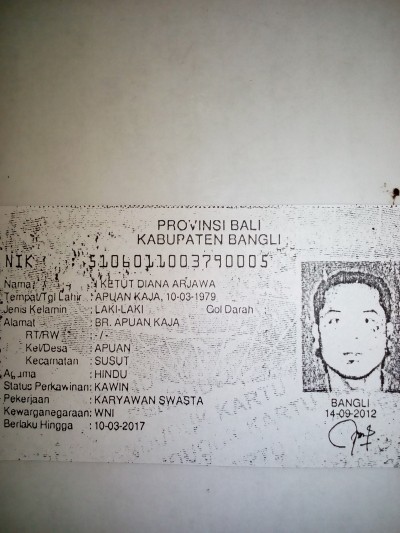 PROVINSI BALI
KABUPATEN BANGLI
NIK : 5106011003790005
Nama : I KETUT DIANA ARJAWA
Tempat/Tgl Lahir : APUAN KAJA, 10-03-1979
Jenis Kelamin : LAKI-LAKI Gol Darah
Alamat : BR. APUAN KAJA
RT/RW : -/-
Kel/Desa : APUAN
Kecamatan : SUSUT
Agama : HINDU
Status Perkawinan: KAWIN
Pekerjaan : KARYAWAN SWASTA
Kewarganegaraan: WNI
Berlaku Hingga : 10-03-2017
BANGLI
14-09-2012